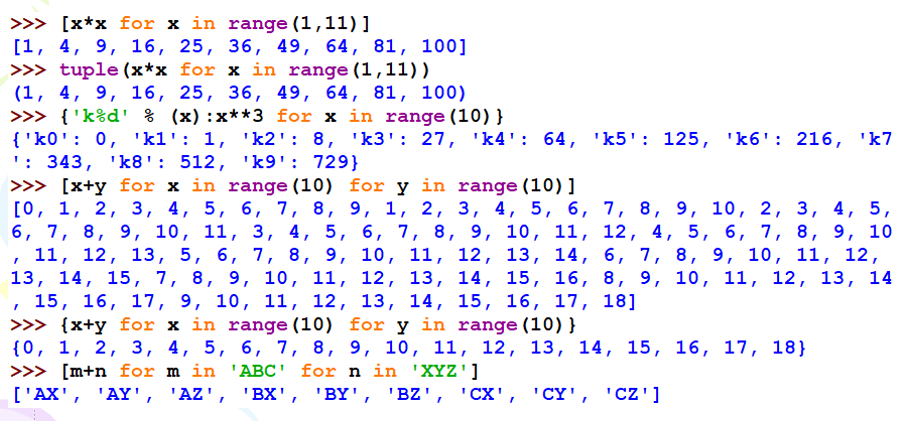 >>> [x*x for x in range(1,11)]
[1, 4, 9, 16, 25, 36, 49, 64, 81, 100]
>>> tuple(x*x for x in range(1,11))
(1, 4, 9, 16, 25, 36, 49, 64, 81, 100)
>>> {'k%d' % (x):x**3 for x in range(10)}
{'k0': 0, 'k1': 1, 'k2': 8, 'k3': 27, 'k4': 64, 'k5': 125, 'k6': 216, 'k7
': 343, 'k8': 512, 'k9': 729}
>>> [x+y for x in range(10) for y in range(10)]
[0, 1, 2, 3, 4, 5, 6, 7, 8, 9, 1, 2, 3, 4, 5, 6, 7, 8, 9, 10, 2, 3, 4, 5,
6, 7, 8, 9, 10, 11, 3, 4, 5, 6, 7, 8, 9, 10, 11, 12, 4, 5, 6, 7, 8, 9, 10
, 11, 12, 13, 5, 6, 7, 8, 9, 10, 11, 12, 13, 14, 6, 7, 8, 9, 10, 11, 12,
13, 14, 15, 7, 8, 9, 10, 11, 12, 13, 14, 15, 16, 8, 9, 10, 11, 12, 13, 14
, 15, 16, 17, 9, 10, 11, 12, 13, 14, 15, 16, 17, 18]
>>> {x+y for x in range(10) for y in range(10)}
{0, 1, 2, 3, 4, 5, 6, 7, 8, 9, 10, 11, 12, 13, 14, 15, 16, 17, 18}
>>> [m+n for m in 'ABC' for n in 'XYZ']
['AX', 'AY', 'AZ', 'BX', 'BY', 'BZ', 'CX', 'CY', 'CZ']